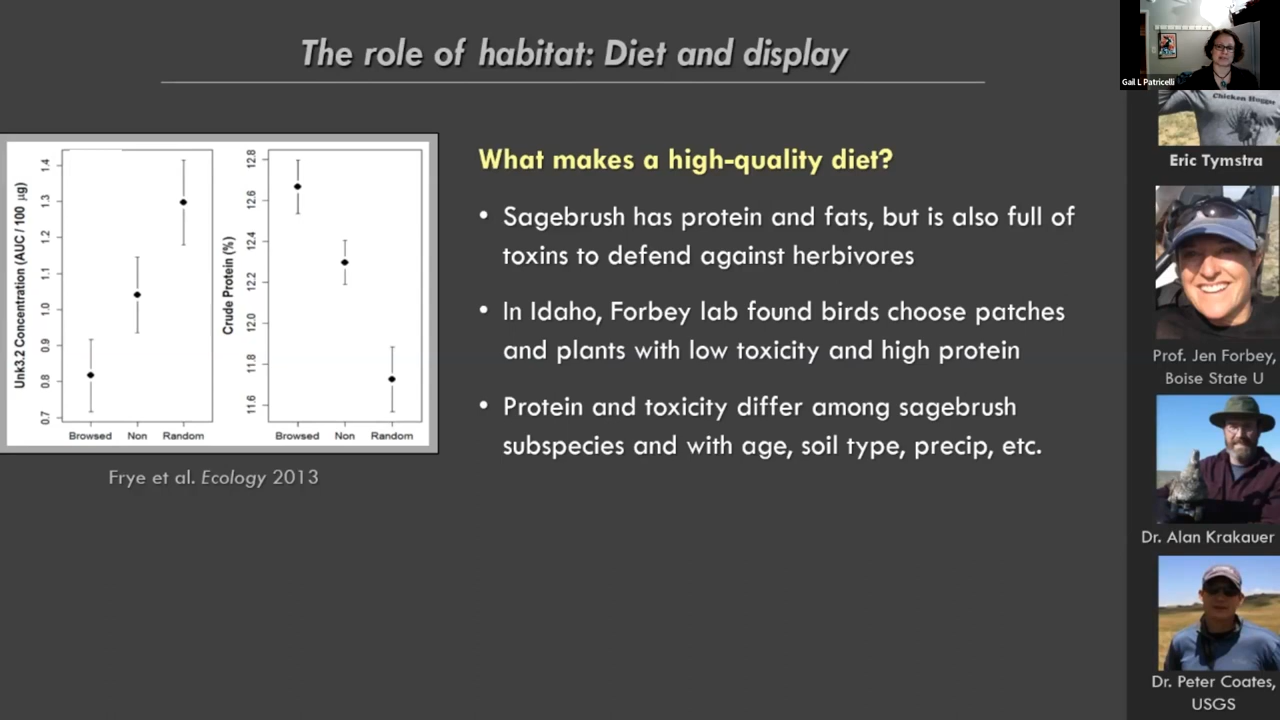 The role of habitat: Diet and display
Gail L Patricelli
Chicken Hugger
Eric Tymstra
Unk3.2 Concentration (AUC / 100 µg)
1.4
1.3
1.2
1.1
1.0
0.9
0.8
0.7
Browsed Non Random
Crude Protein (%)
12.8
12.6
12.4
12.2
12.0
11.8
11.6
Browsed Non Random
Frye et al. Ecology 2013
What makes a high-quality diet?
• Sagebrush has protein and fats, but is also full of
toxins to defend against herbivores
• In Idaho, Forbey lab found birds choose patches
and plants with low toxicity and high protein
• Protein and toxicity differ among sagebrush
subspecies and with age, soil type, precip, etc.
Prof. Jen Forbey,
Boise State U
Dr. Alan Krakauer
Dr. Peter Coates,
USGS